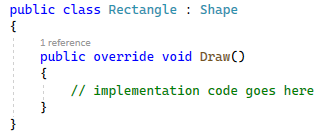 public class Rectangle : Shape
{
1 reference
public override void Draw()
{
// implementation code goes here
}
}